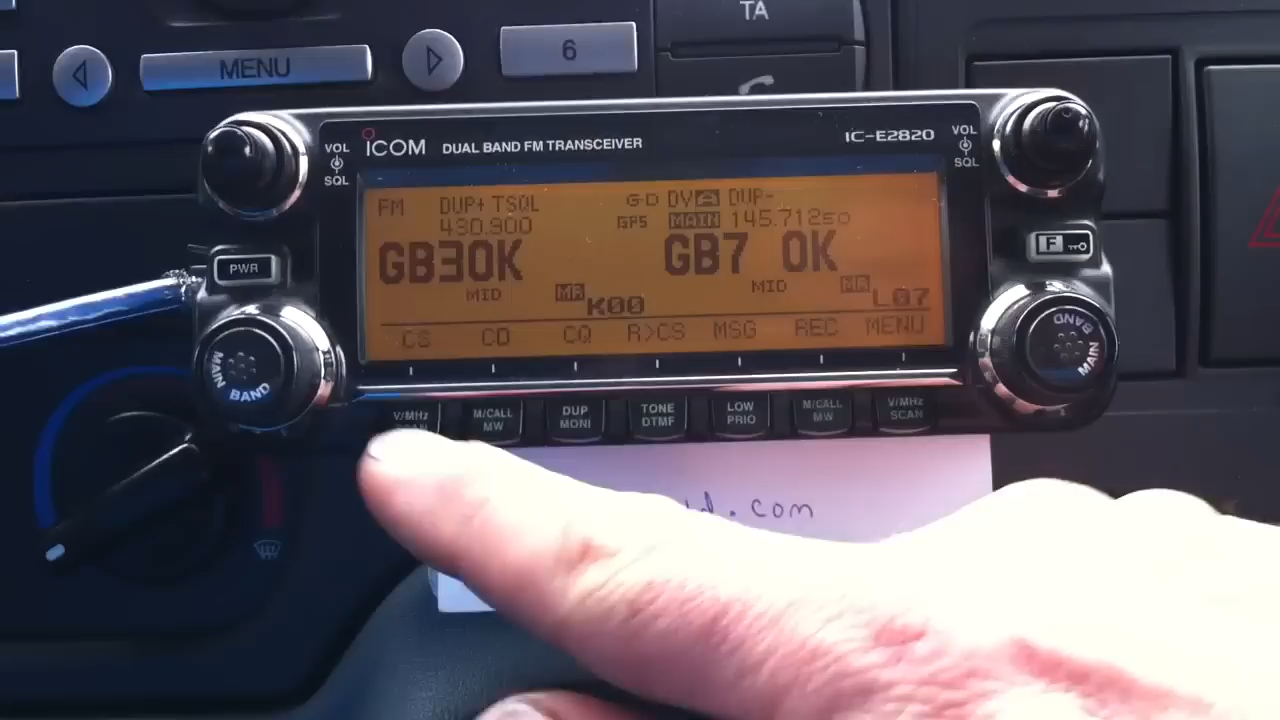 TA
MENU
6
VOL
SQL
ICOM DUAL BAND FM TRANSCEIVER IC-E2820
VOL
SQL
FM DUP+ TSQL G-D DV A DUP-
430.900 GPS MAIN 145.71250
GB3OK GB7 OK
MID MR K00 MID MR L07
CS CD CQ R>CS MSG REC MENU
PWR
F
MAIN
BAND
MAIN
BAND
V/MHz
SCAN
M/CALL
MW
DUP
MONI
TONE
DTMF
LOW
PRIO
M/CALL
MW
V/MHz
SCAN
.com